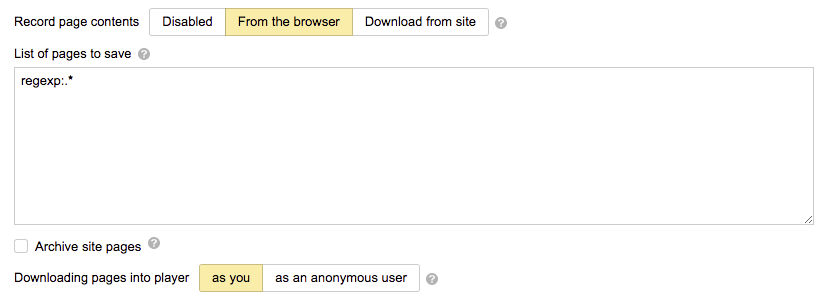 Record page contents Disabled From the browser Download from site ?
List of pages to save ?
regexp:.*
Archive site pages ?
Downloading pages into player as you as an anonymous user ?